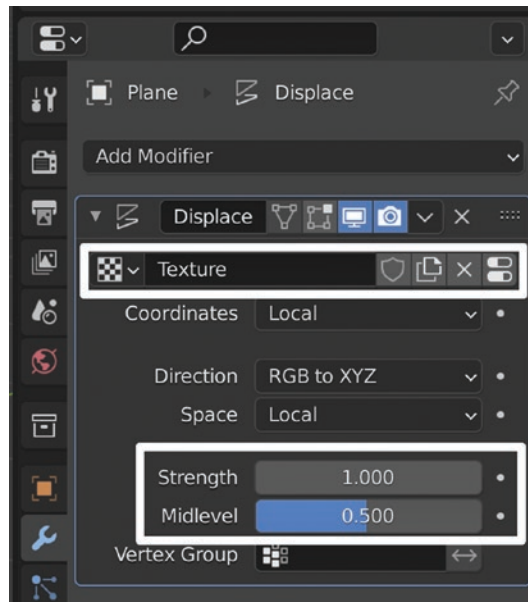 Plane Displace
Add Modifier
Displace
Texture
Coordinates Local
Direction RGB to XYZ
Space Local
Strength 1.000
Midlevel 0.500
Vertex Group